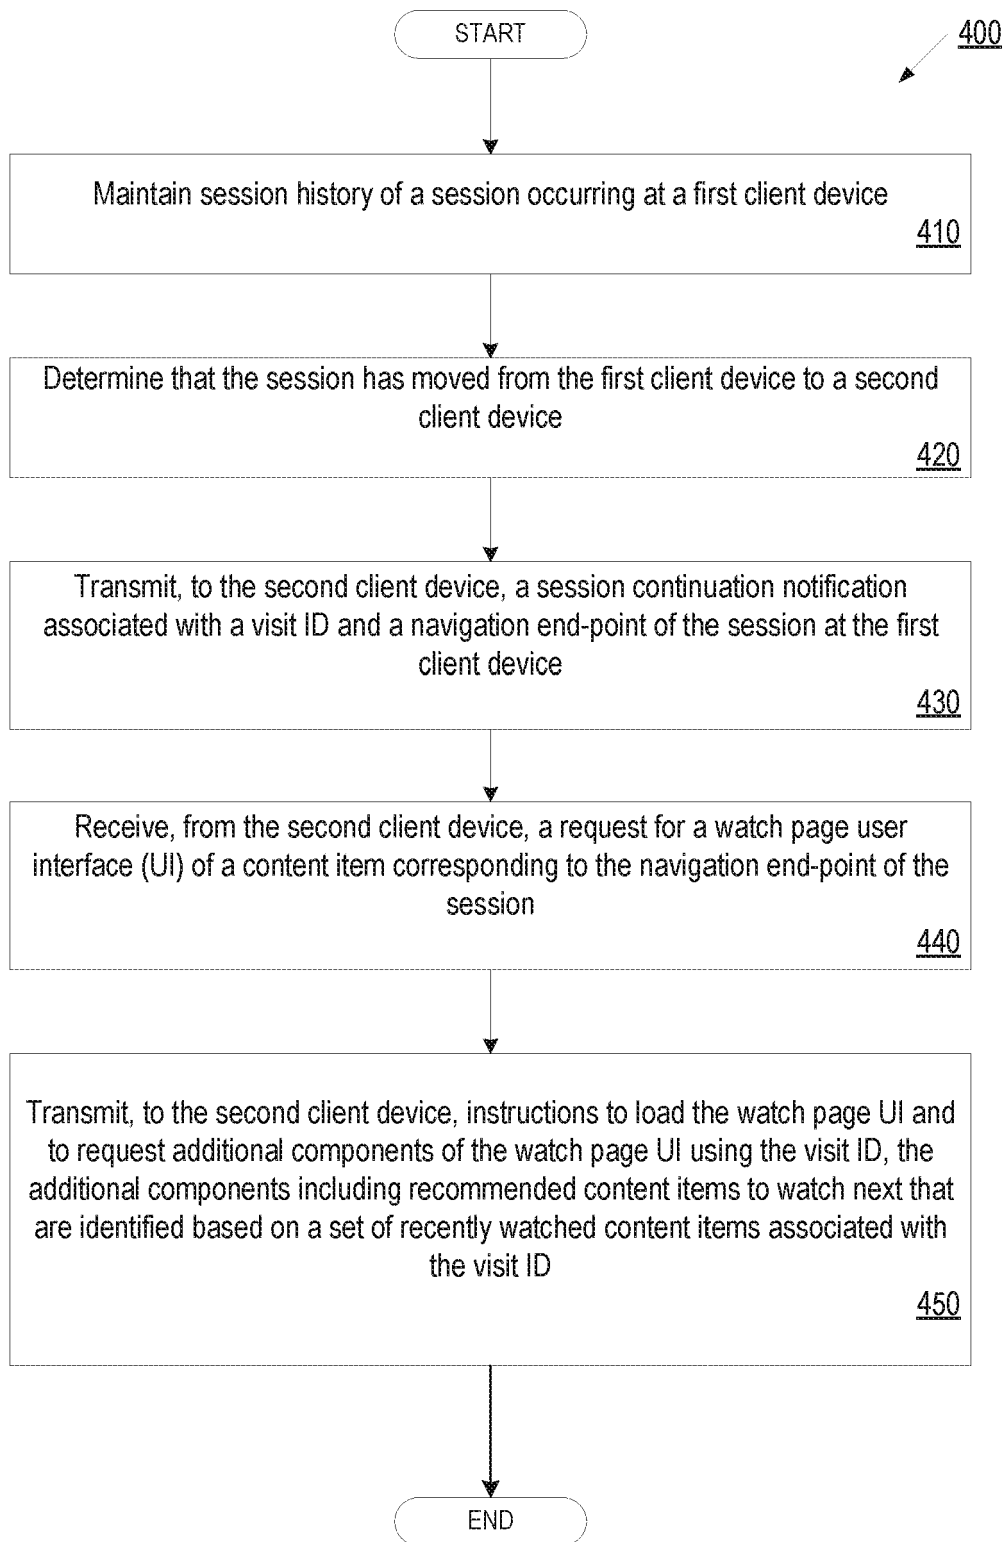 START
400
Maintain session history of a session occurring at a first client device
410
Determine that the session has moved from the first client device to a second
client device
420
Transmit, to the second client device, a session continuation notification
associated with a visit ID and a navigation end-point of the session at the first
client device
430
Receive, from the second client device, a request for a watch page user
interface (UI) of a content item corresponding to the navigation end-point of the
session
440
Transmit, to the second client device, instructions to load the watch page UI and
to request additional components of the watch page UI using the visit ID, the
additional components including recommended content items to watch next that
are identified based on a set of recently watched content items associated with
the visit ID
450
END